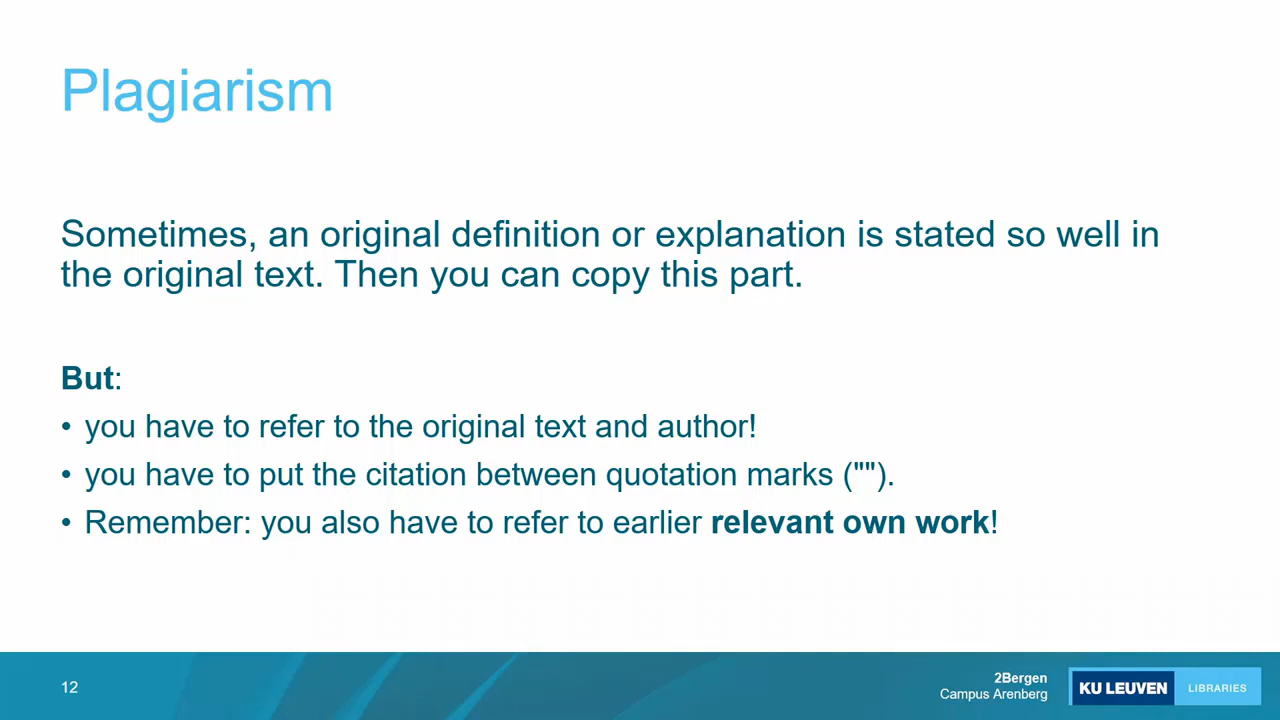 Plagiarism
Sometimes, an original definition or explanation is stated so well in
the original text. Then you can copy this part.
But:
• you have to refer to the original text and author!
• you have to put the citation between quotation marks ("").
• Remember: you also have to refer to earlier relevant own work!
12
2Bergen
Campus Arenberg
KU LEUVEN LIBRARIES